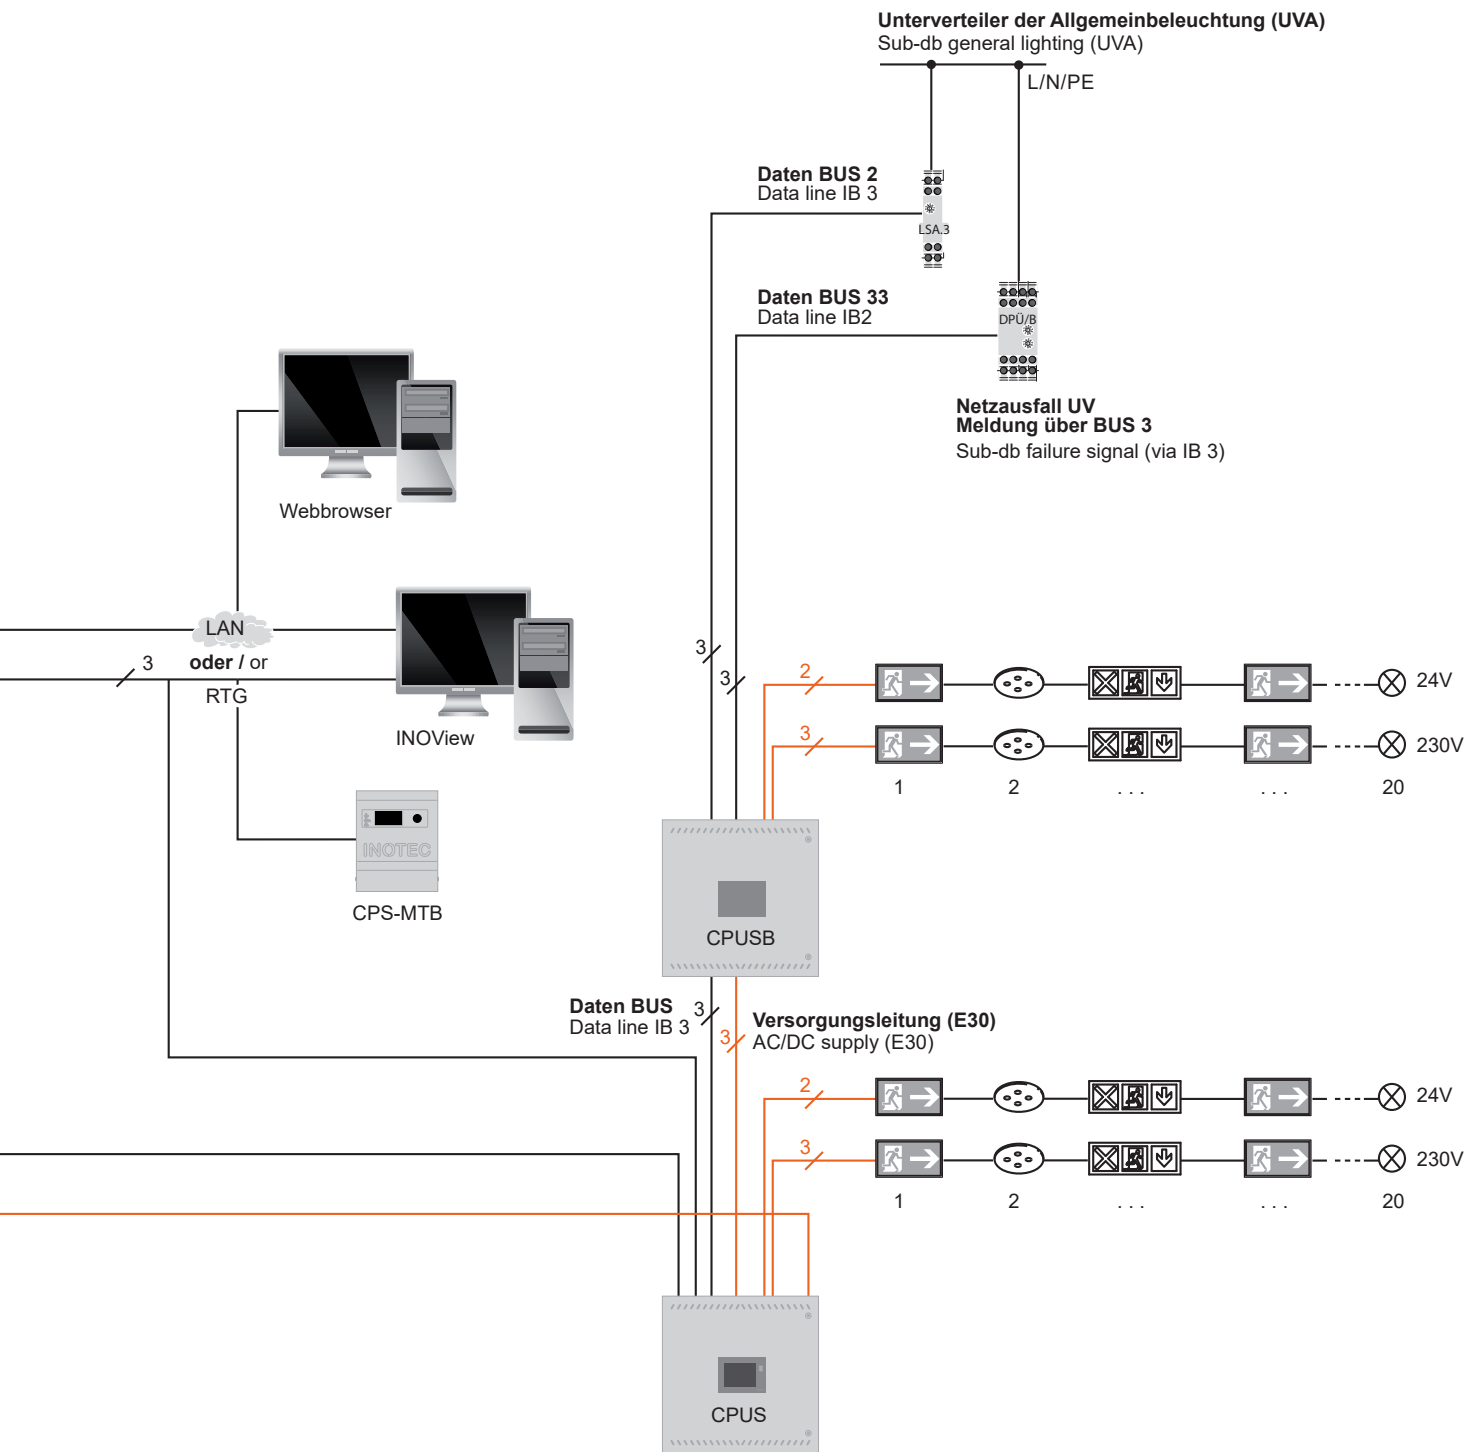 Unterverteiler der Allgemeinbeleuchtung (UVA)
Sub-db general lighting (UVA)
L/N/PE
Daten BUS 2
Data line IB 3
LSA.3
Daten BUS 33
Data line IB2
DPÜ/B
Netzausfall UV
Meldung über BUS 3
Sub-db failure signal (via IB 3)
Webbrowser
LAN
oder / or
3
RTG
INOView
3
3
2
24V
3
230V
1
2
. . .
. . .
20
INOTEC
CPS-MTB
CPUSB
Daten BUS
Data line IB 3
3
3
Versorgungsleitung (E30)
AC/DC supply (E30)
2
24V
3
230V
1
2
. . .
. . .
20
CPUS